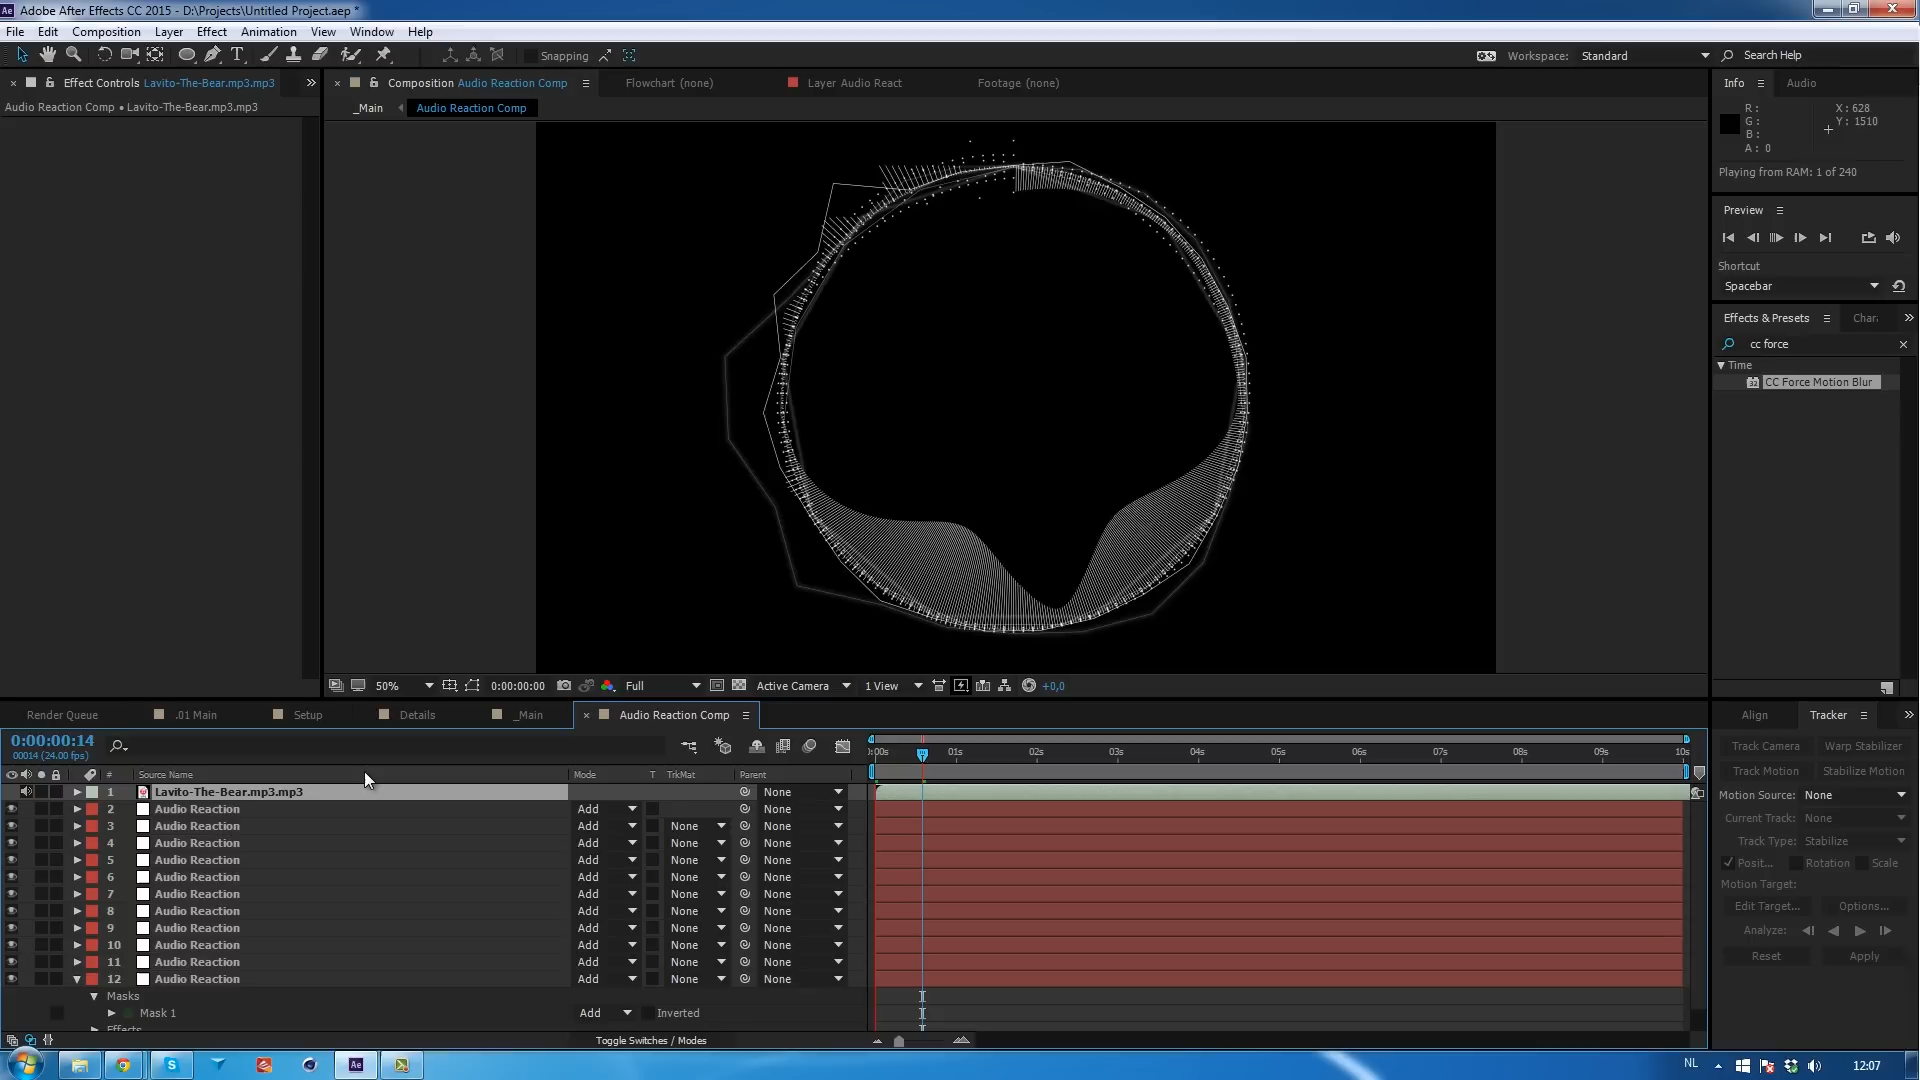 Adobe After Effects CC 2015 - D:\Projects\Untitled Project.aep *
File Edit Composition Layer Effect Animation View Window Help
Snapping
Workspace: Standard
Search Help
Effect Controls Lavito-The-Bear.mp3.mp3
Audio Reaction Comp • Lavito-The-Bear.mp3.mp3
Composition Audio Reaction Comp
Flowchart (none)
Layer Audio React
Footage (none)
_Main
Audio Reaction Comp
Info Audio
R :
G :
B :
A : 0
X : 628
Y : 1510
Playing from RAM: 1 of 240
Preview
Shortcut
Spacebar
Effects & Presets
Chara
cc force
Time
CC Force Motion Blur
50%
0:00:00:00
Full
Active Camera
1 View
+0,0
Render Queue
.01 Main
Setup
Details
_Main
Audio Reaction Comp
0:00:00:14
00014 (24.00 fps)
:00s 01s 02s 03s 04s 05s 06s 07s 08s 09s 10s
# Source Name Mode T TrkMat Parent
1 Lavito-The-Bear.mp3.mp3 None
2 Audio Reaction Add None
3 Audio Reaction Add None None
4 Audio Reaction Add None None
5 Audio Reaction Add None None
6 Audio Reaction Add None None
7 Audio Reaction Add None None
8 Audio Reaction Add None None
9 Audio Reaction Add None None
10 Audio Reaction Add None None
11 Audio Reaction Add None None
12 Audio Reaction Add None None
Masks
Mask 1 Add Inverted
Effects
Toggle Switches / Modes
Align Tracker
Track Camera Warp Stabilizer
Track Motion Stabilize Motion
Motion Source: None
Current Track: None
Track Type: Stabilize
Posit... Rotation Scale
Motion Target:
Edit Target... Options...
Analyze:
Reset Apply
Ae
NL
12:07